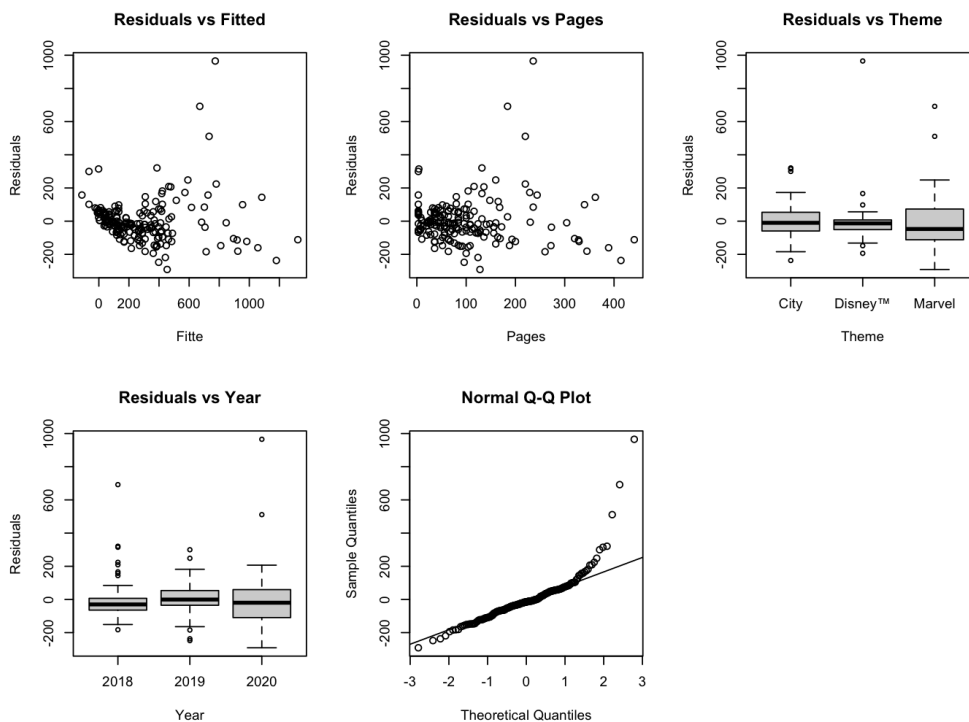 Residuals vs Fitted
Residuals
-200 0 200 600 1000
0 200 600 1000
Fitte
Residuals vs Pages
Residuals
-200 0 200 600 1000
0 100 200 300 400
Pages
Residuals vs Theme
Residuals
-200 0 200 600 1000
City Disney™ Marvel
Theme
Residuals vs Year
Residuals
-200 0 200 600 1000
2018 2019 2020
Year
Normal Q-Q Plot
Sample Quantiles
-200 0 200 600 1000
-3 -2 -1 0 1 2 3
Theoretical Quantiles